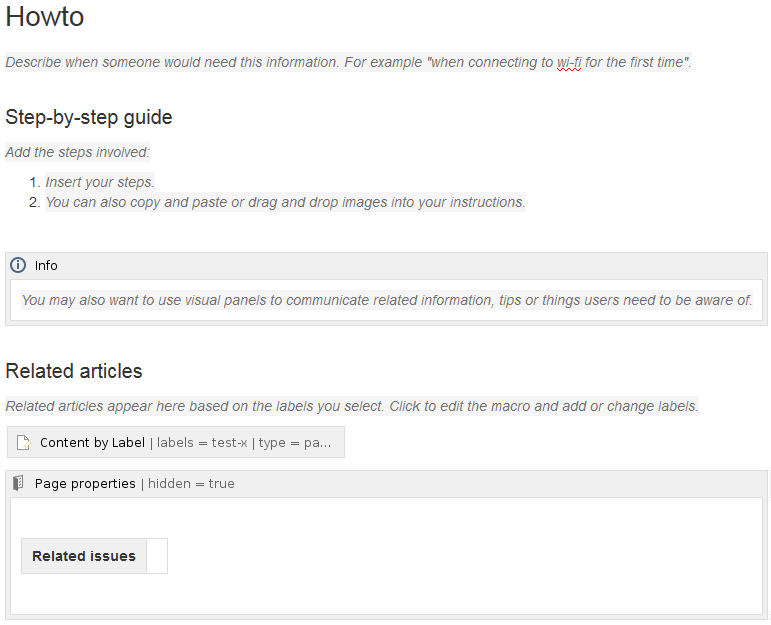 Howto
Describe when someone would need this information. For example "when connecting to wi-fi for the first time".
Step-by-step guide
Add the steps involved:
1. Insert your steps.
2. You can also copy and paste or drag and drop images into your instructions.
Info
You may also want to use visual panels to communicate related information, tips or things users need to be aware of.
Related articles
Related articles appear here based on the labels you select. Click to edit the macro and add or change labels.
Content by Label | labels = test-x | type = pa...
Page properties | hidden = true
Related issues